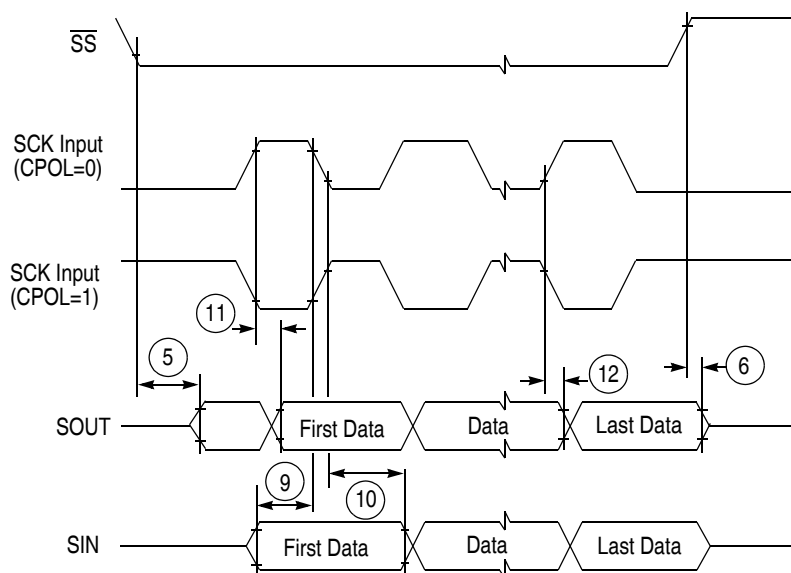 SS
SCK Input
(CPOL=0)
SCK Input
(CPOL=1)
11
5
12
6
SOUT
First Data
Data
Last Data
9
10
SIN
First Data
Data
Last Data